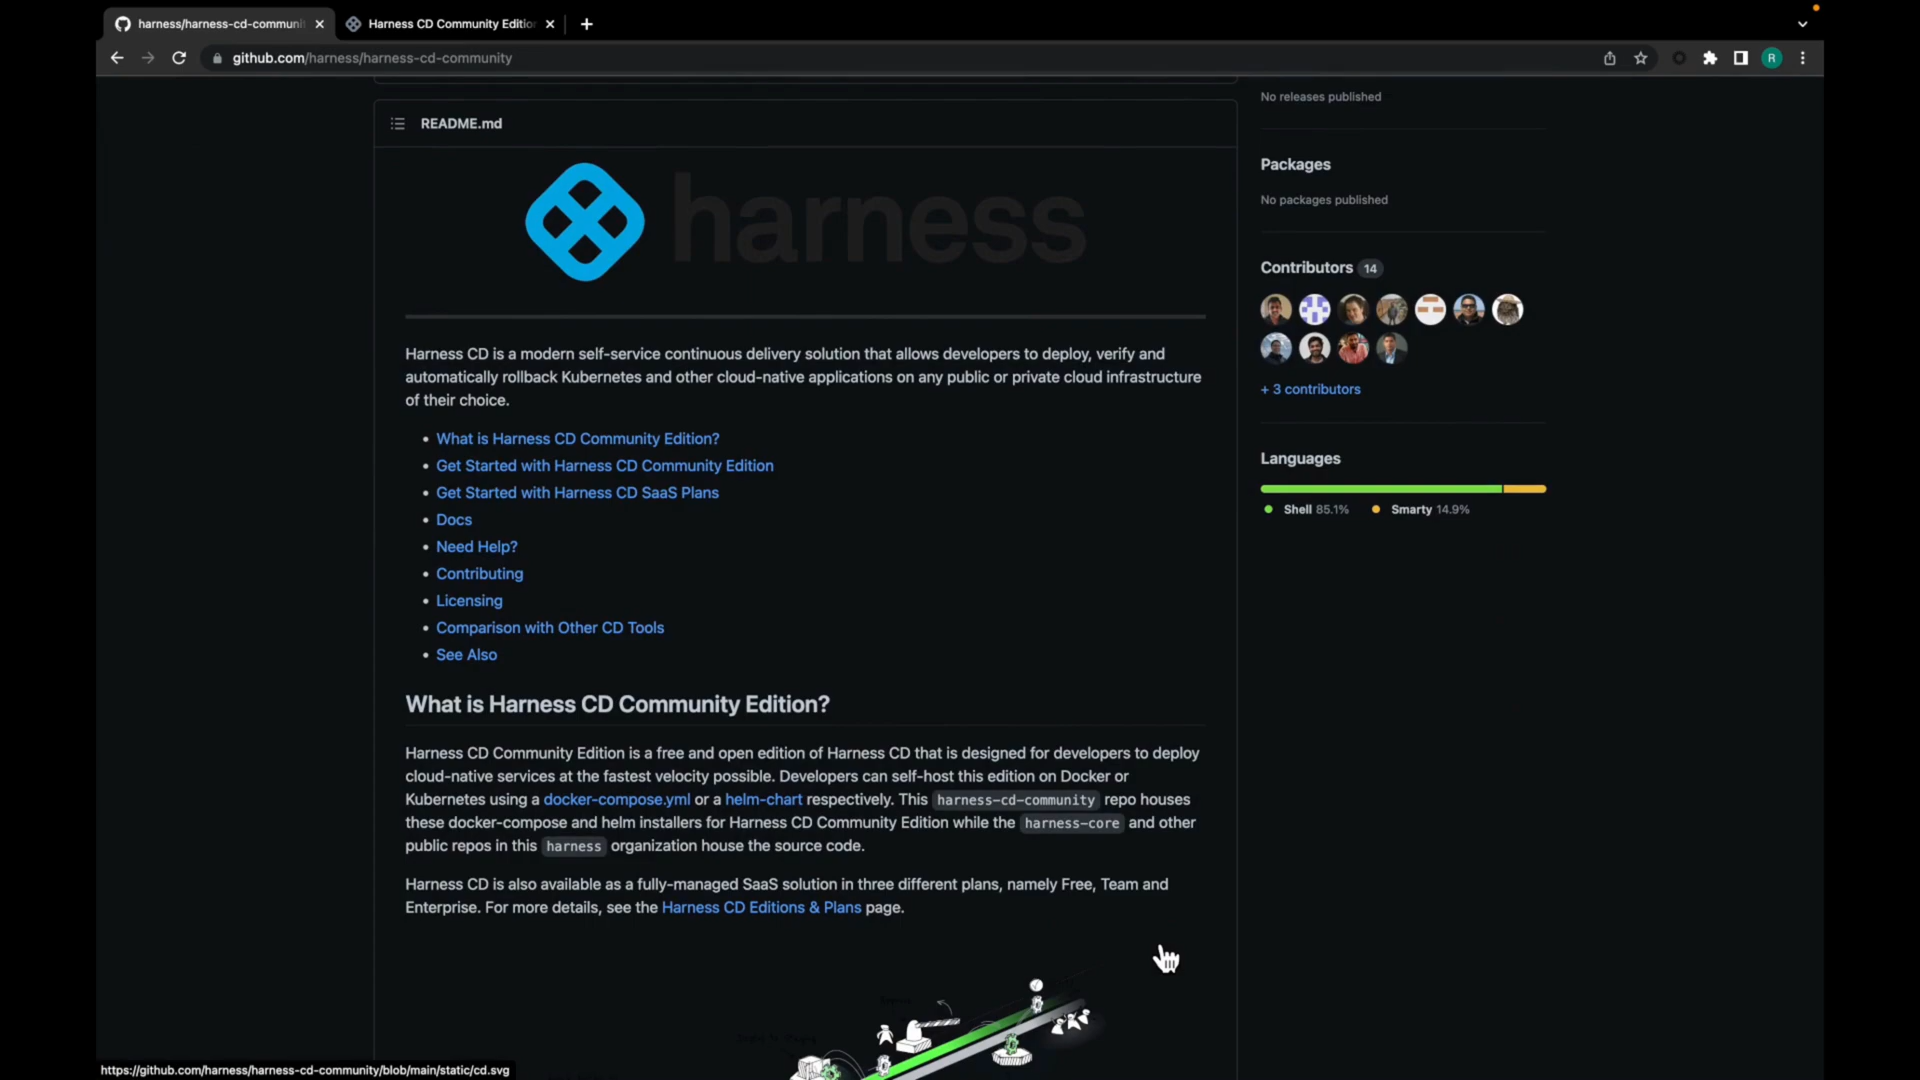 harness/harness-cd-communit
Harness CD Community Editio
github.com/harness/harness-cd-community
R
No releases published
README.md
harness
Packages
No packages published
Contributors 14
+ 3 contributors
Languages
Shell 85.1% Smarty 14.9%
Harness CD is a modern self-service continuous delivery solution that allows developers to deploy, verify and
automatically rollback Kubernetes and other cloud-native applications on any public or private cloud infrastructure
of their choice.
What is Harness CD Community Edition?
Get Started with Harness CD Community Edition
Get Started with Harness CD SaaS Plans
Docs
Need Help?
Contributing
Licensing
Comparison with Other CD Tools
See Also
What is Harness CD Community Edition?
Harness CD Community Edition is a free and open edition of Harness CD that is designed for developers to deploy
cloud-native services at the fastest velocity possible. Developers can self-host this edition on Docker or
Kubernetes using a docker-compose.yml or a helm-chart respectively. This harness-cd-community repo houses
these docker-compose and helm installers for Harness CD Community Edition while the harness-core and other
public repos in this harness organization house the source code.
Harness CD is also available as a fully-managed SaaS solution in three different plans, namely Free, Team and
Enterprise. For more details, see the Harness CD Editions & Plans page.
https://github.com/harness/harness-cd-community/blob/main/static/cd.svg